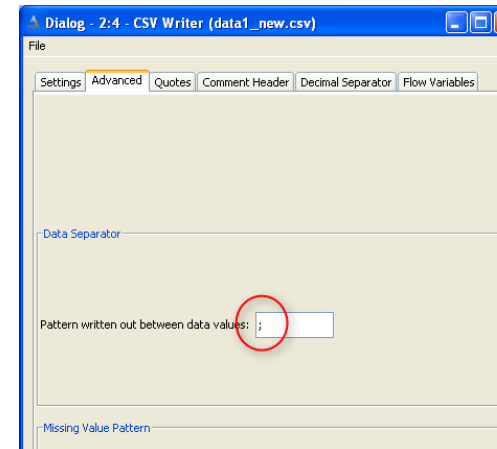 Dialog - 2:4 - CSV Writer (data1_new.csv)
File
Settings Advanced Quotes Comment Header Decimal Separator Flow Variables
Data Separator
Pattern written out between data values: ;
Missing Value Pattern